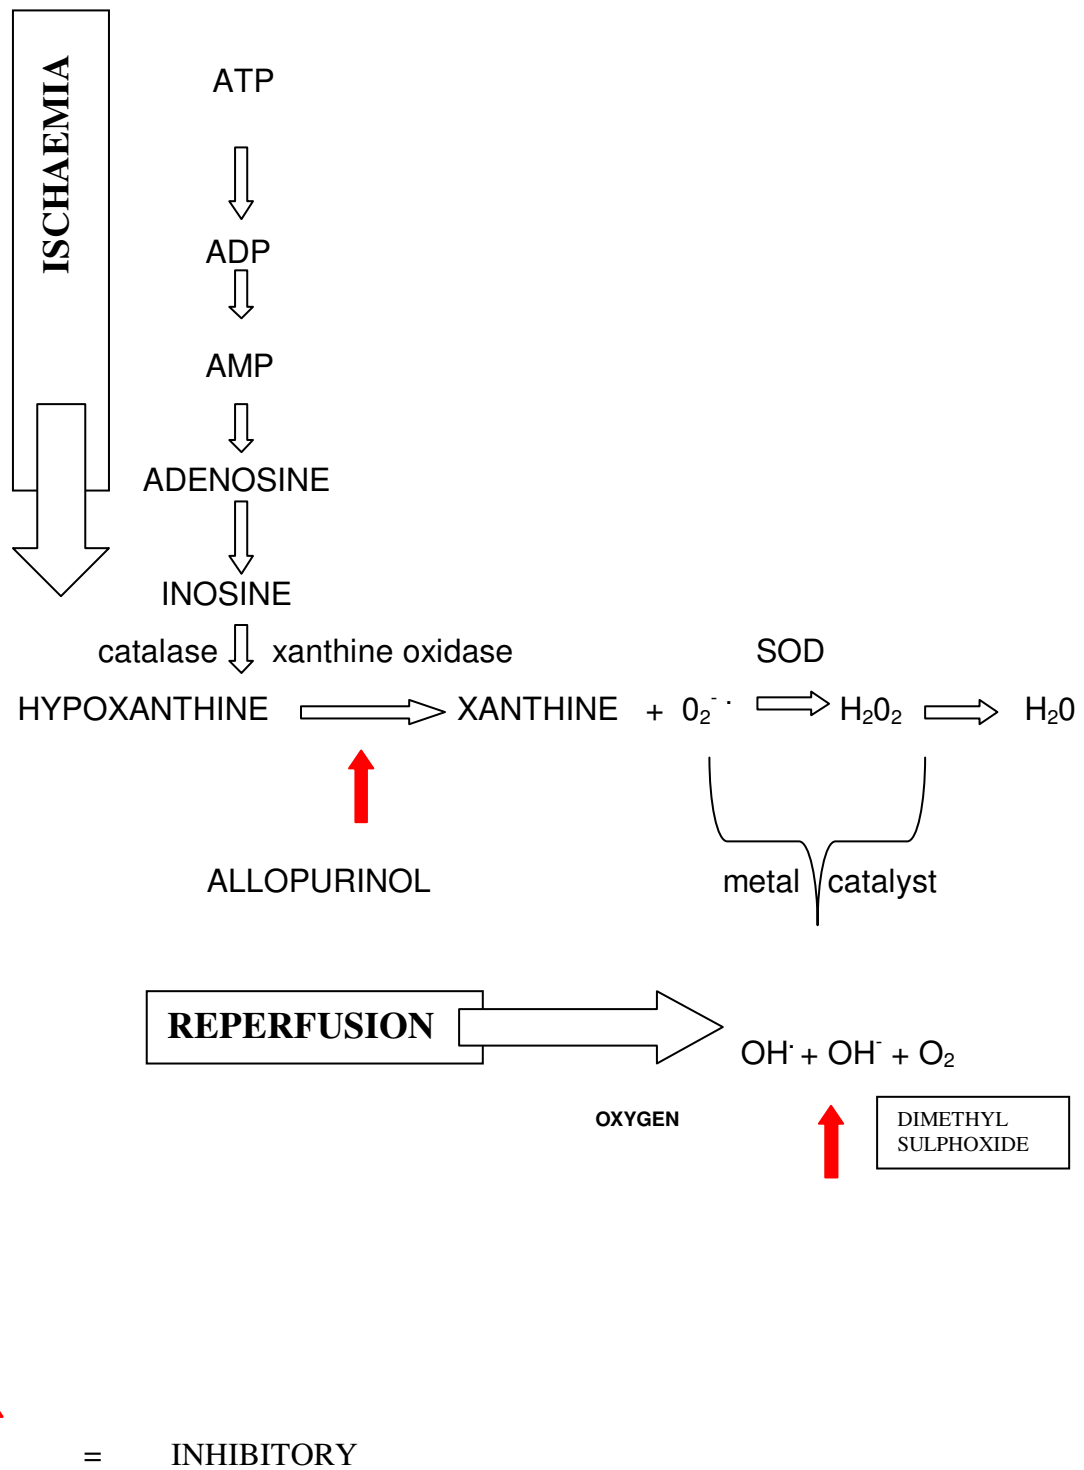 ISCHAEMIA
ATP
ADP
AMP
ADENOSINE
INOSINE
catalase xanthine oxidase SOD
HYPOXANTHINE XANTHINE + 0₂⁻· H₂0₂ H₂0
ALLOPURINOL metal catalyst
REPERFUSION
OH· + OH⁻ + O₂
OXYGEN
DIMETHYL
SULPHOXIDE
= INHIBITORY